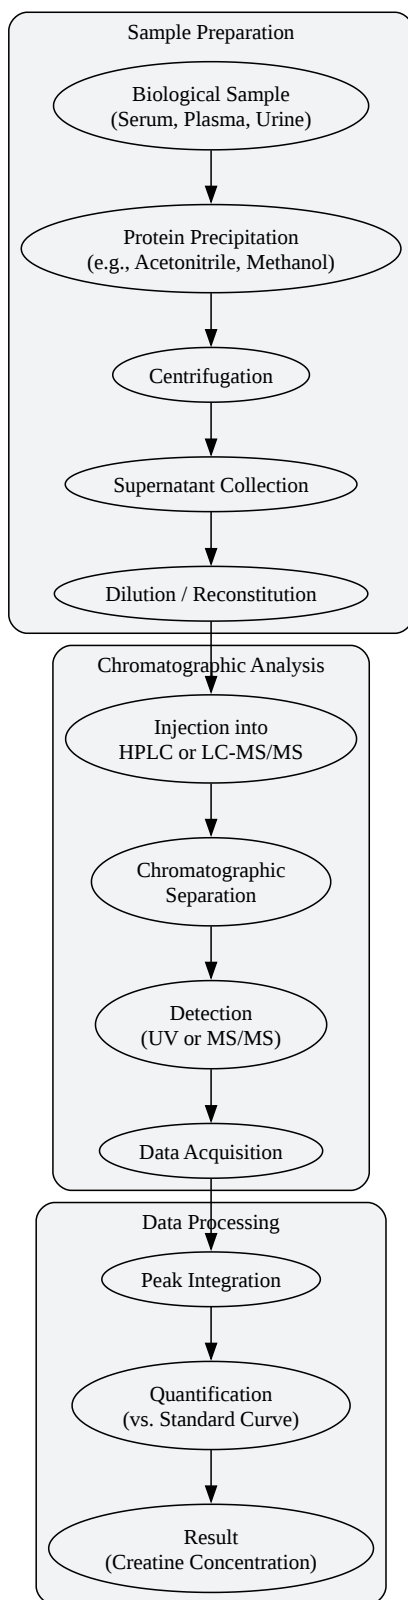 Sample Preparation
Biological Sample
(Serum, Plasma, Urine)
Protein Precipitation
(e.g., Acetonitrile, Methanol)
Centrifugation
Supernatant Collection
Dilution / Reconstitution
Chromatographic Analysis
Injection into
HPLC or LC-MS/MS
Chromatographic
Separation
Detection
(UV or MS/MS)
Data Acquisition
Data Processing
Peak Integration
Quantification
(vs. Standard Curve)
Result
(Creatine Concentration)